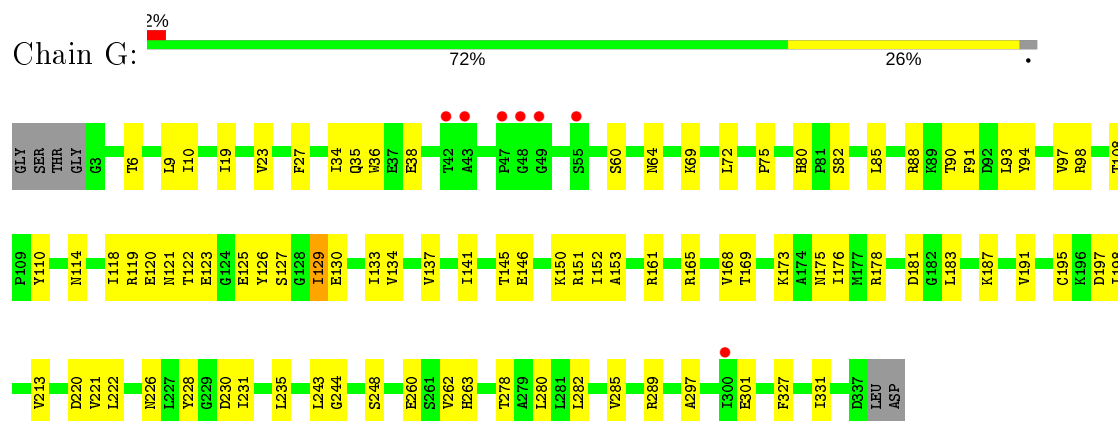 2%
Chain G:
72% 26% •
GLY SER THR GLY G3 T6 L9 I10 I19 V23 F27 I34 Q35 W36 E37 E38 T42 A43 P47 G48 G49 S55 S60 N64 K69 L72 P75 H80 P81 S82 L85 R88 K89 T90 F91 D92 L93 Y94 V97 R98 T108
P109 Y110 N114 I118 R119 E120 N121 T122 E123 G124 E125 Y126 S127 G128 I129 E130 I133 V134 V137 I141 T145 E146 K150 R151 I152 A153 R161 R165 V168 T169 K173 A174 N175 I176 M177 R178 D181 G182 L183 K187 V191 C195 K196 D197 I198
V213 D220 V221 L222 N226 L227 Y228 G229 D230 I231 L235 L243 G244 S248 E260 S261 V262 H263 T278 A279 L280 L281 L282 V285 R289 A297 I300 E301 F327 I331 D337 LEU ASP